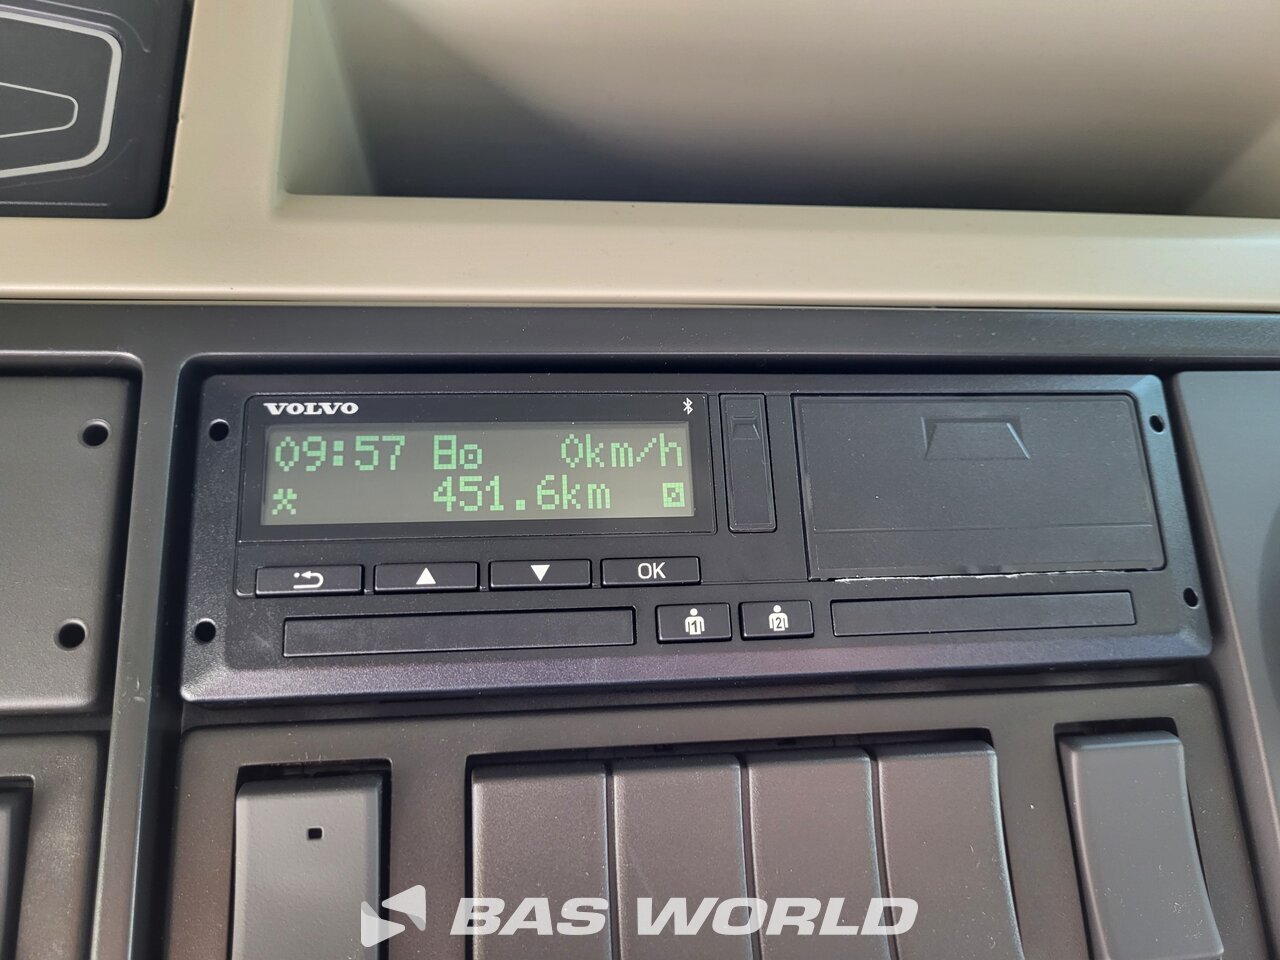 VOLVO
09:57 0km/h
451.6km
OK
1 2
BAS WORLD